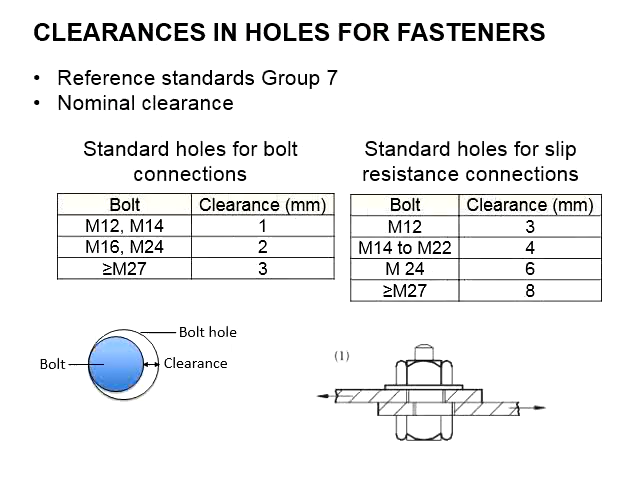 CLEARANCES IN HOLES FOR FASTENERS
• Reference standards Group 7
• Nominal clearance
Standard holes for bolt
connections
Bolt Clearance (mm)
M12, M14 1
M16, M24 2
≥M27 3
Standard holes for slip
resistance connections
Bolt Clearance (mm)
M12 3
M14 to M22 4
M 24 6
≥M27 8
Bolt hole
Bolt
Clearance
(1)